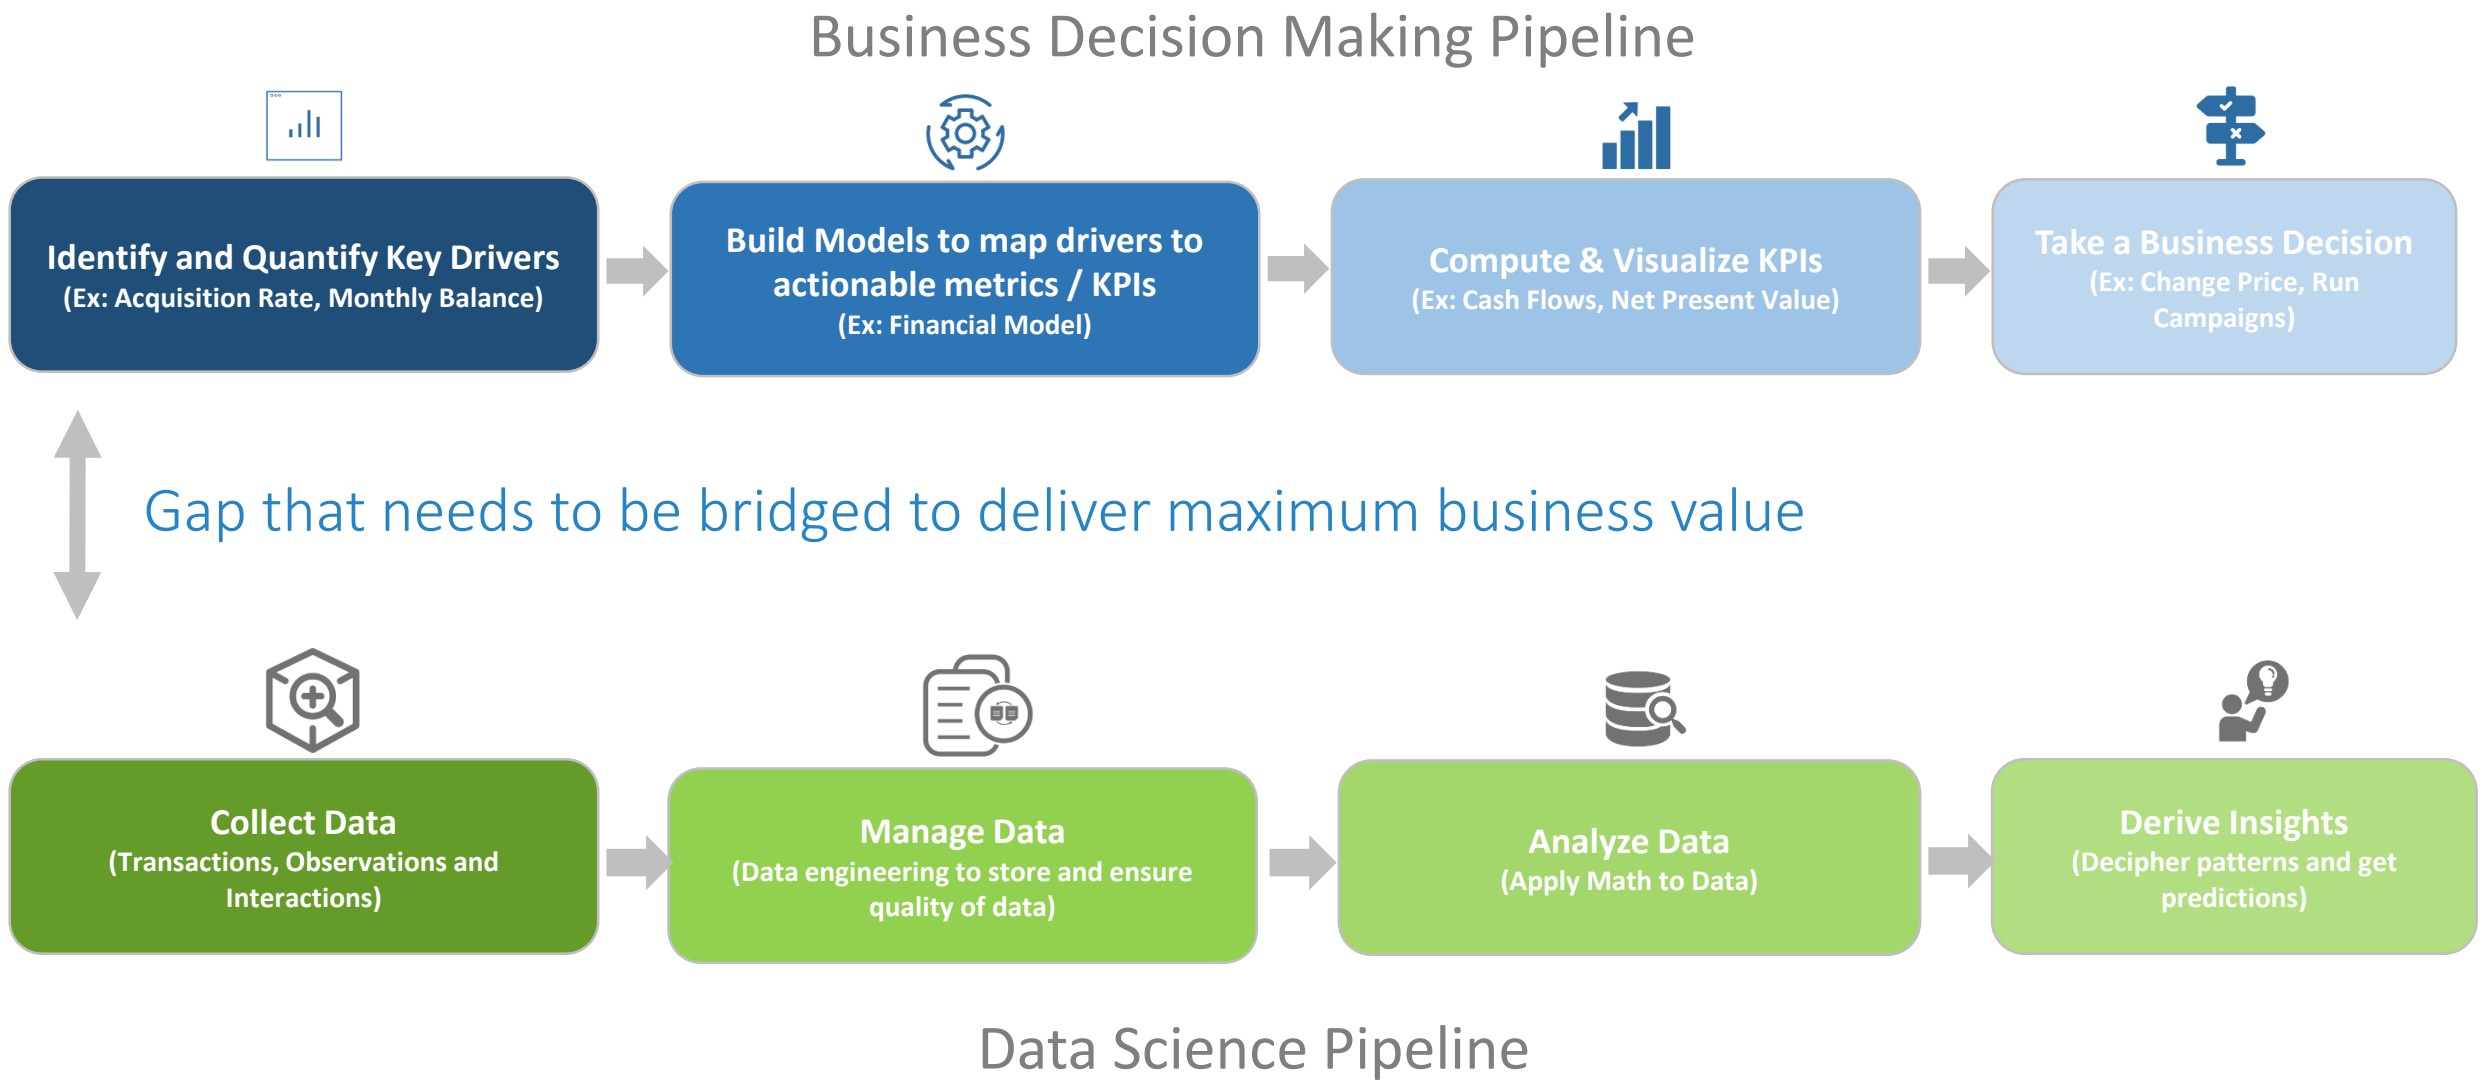 Business Decision Making Pipeline
Identify and Quantify Key Drivers
(Ex: Acquisition Rate, Monthly Balance)
Build Models to map drivers to
actionable metrics / KPIs
(Ex: Financial Model)
Compute & Visualize KPIs
(Ex: Cash Flows, Net Present Value)
Take a Business Decision
(Ex: Change Price, Run
Campaigns)
Gap that needs to be bridged to deliver maximum business value
Collect Data
(Transactions, Observations and
Interactions)
Manage Data
(Data engineering to store and ensure
quality of data)
Analyze Data
(Apply Math to Data)
Derive Insights
(Decipher patterns and get
predictions)
Data Science Pipeline